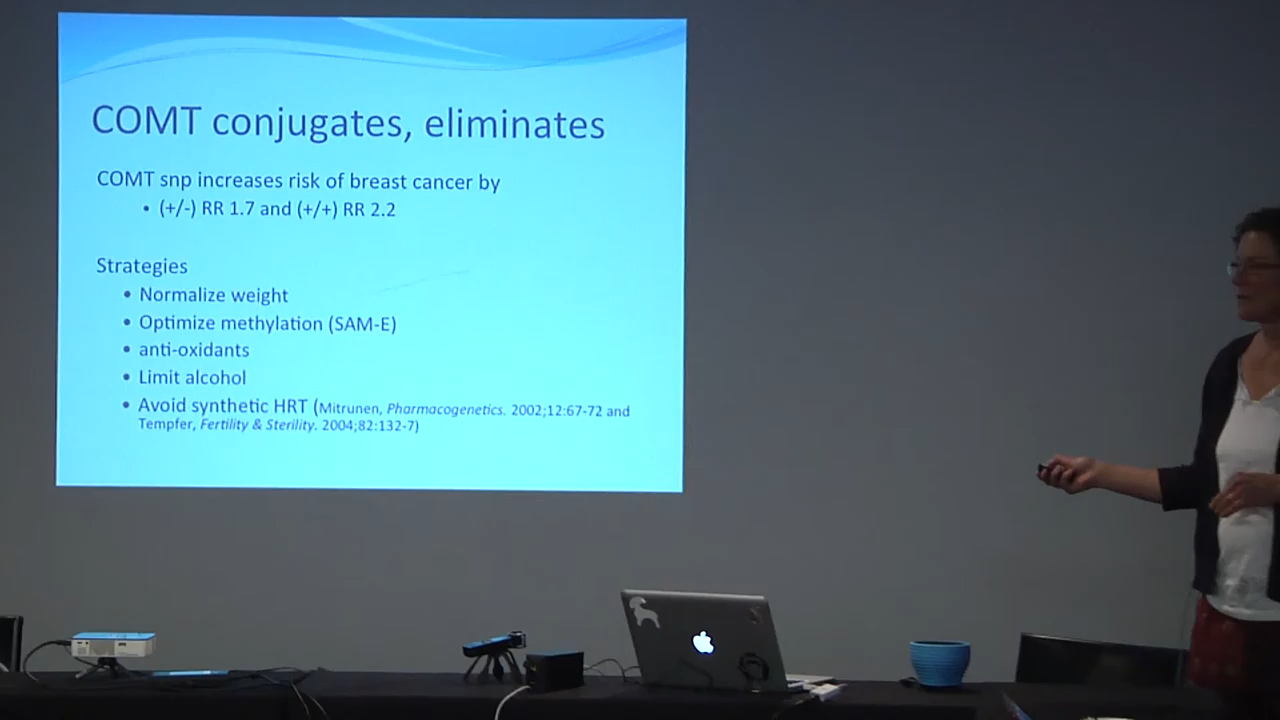 COMT conjugates, eliminates
COMT snp increases risk of breast cancer by
• (+/-) RR 1.7 and (+/+) RR 2.2
Strategies
• Normalize weight
• Optimize methylation (SAM-E)
• anti-oxidants
• Limit alcohol
• Avoid synthetic HRT (Mitrunen, Pharmacogenetics. 2002;12:67-72 and
Tempfer, Fertility & Sterility. 2004;82:132-7)